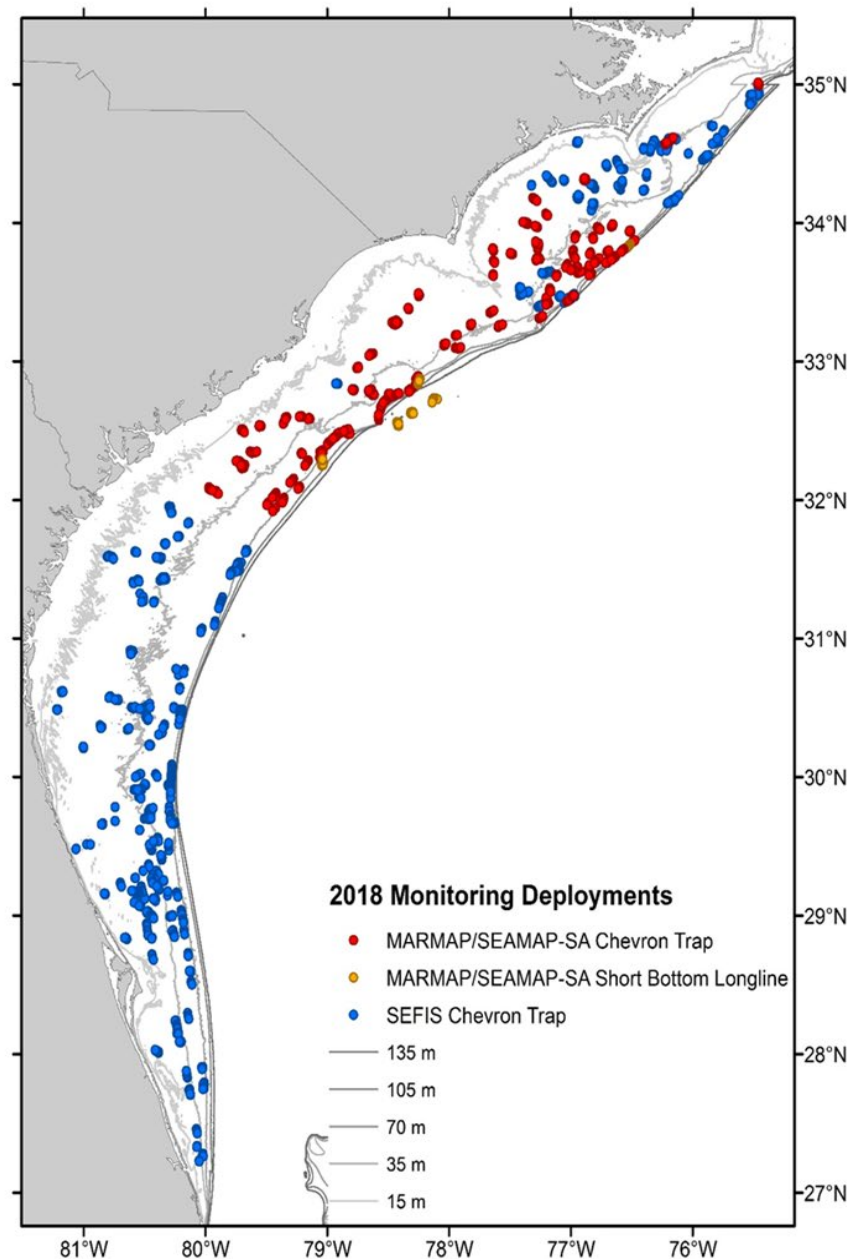 35°N
34°N
33°N
32°N
31°N
30°N
29°N
28°N
27°N
2018 Monitoring Deployments
MARMAP/SEAMAP-SA Chevron Trap
MARMAP/SEAMAP-SA Short Bottom Longline
SEFIS Chevron Trap
135 m
105 m
70 m
35 m
15 m
81°W 80°W 79°W 78°W 77°W 76°W